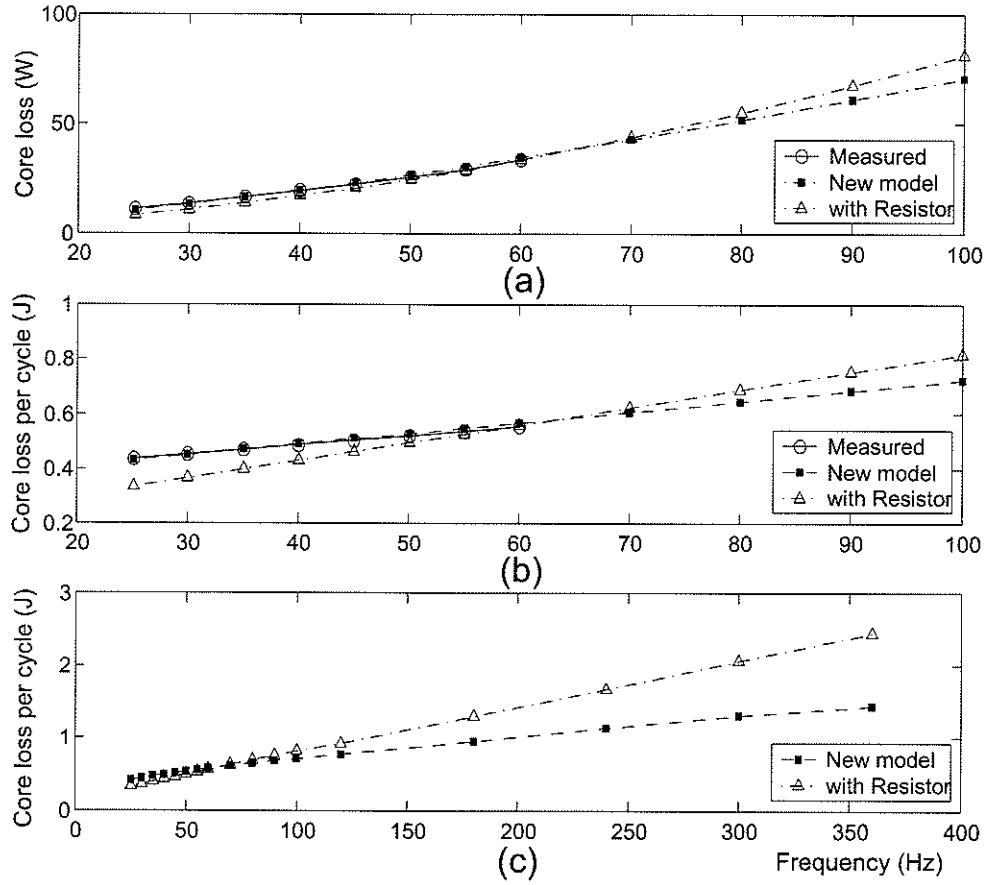 Core loss (W)
100
50
0
20 30 40 50 60 70 80 90 100
Measured
New model
with Resistor
(a)
Core loss per cycle (J)
1
0.8
0.6
0.4
0.2
20 30 40 50 60 70 80 90 100
Measured
New model
with Resistor
(b)
Core loss per cycle (J)
3
2
1
0
0 50 100 150 200 250 300 350 400
New model
with Resistor
(c)
Frequency (Hz)